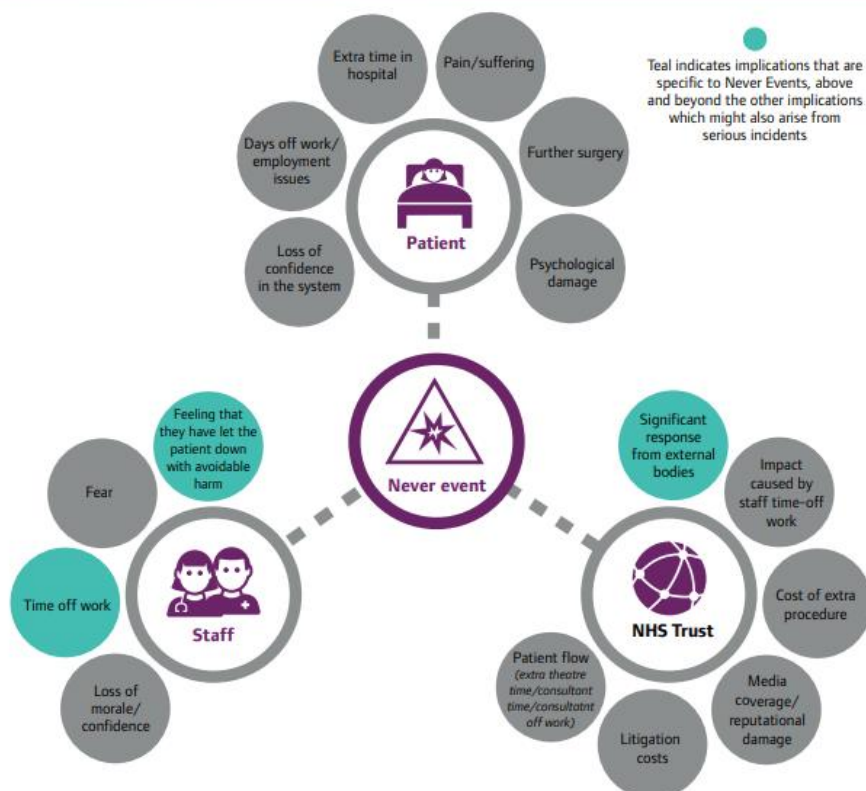 Extra time in
hospital
Pain/suffering
Teal indicates implications that are
specific to Never Events, above
and beyond the other implications
which might also arise from
serious incidents
Days off work/
employment
issues
Further surgery
Patient
Loss of
confidence
in the system
Psychological
damage
Never event
Feeling that
they have let the
patient down
with avoidable
harm
Fear
Time off work
Loss of
morale/
confidence
Staff
Significant
response
from external
bodies
Impact
caused by
staff time-off
work
Cost of extra
procedure
NHS Trust
Patient flow
(extra theatre
time/consultant
time/consultatnt
off work)
Litigation
costs
Media
coverage/
reputational
damage